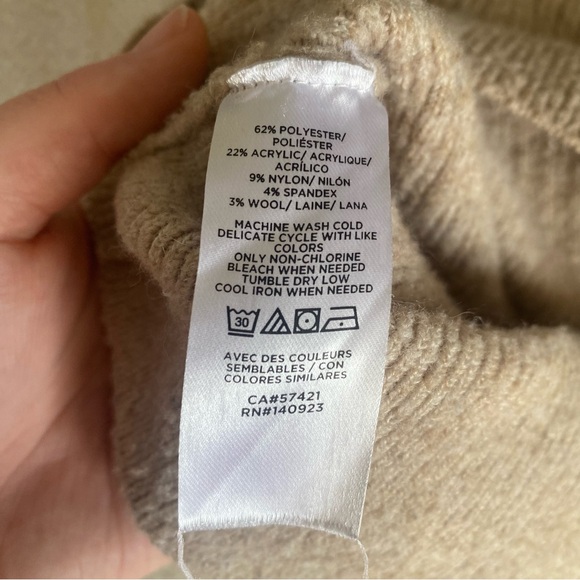 62% POLYESTER/
POLIÉSTER
22% ACRYLIC/ ACRYLIQUE/
ACRÍLICO
9% NYLON/ NILÓN
4% SPANDEX
3% WOOL/ LAINE/ LANA
MACHINE WASH COLD
DELICATE CYCLE WITH LIKE
COLORS
ONLY NON-CHLORINE
BLEACH WHEN NEEDED
TUMBLE DRY LOW
COOL IRON WHEN NEEDED
30
AVEC DES COULEURS
SEMBLABLES / CON
COLORES SIMILARES
CA#57421
RN#140923